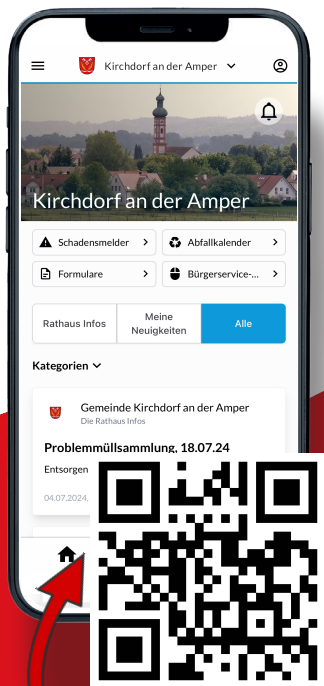 Kirchdorf an der Amper
Kirchdorf an der Amper
Schadensmelder
Abfallkalender
Formulare
Bürgerservice-...
Rathaus Infos
Meine
Neuigkeiten
Alle
Kategorien
Gemeinde Kirchdorf an der Amper
Die Rathaus Infos
Problemmüllsammlung, 18.07.24
Entsorgen
04.07.2024,